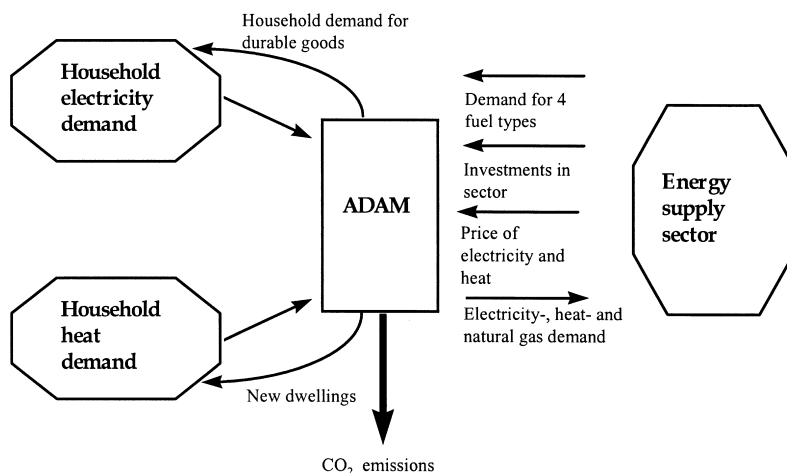 Household demand for
durable goods
Household
electricity
demand
Demand for 4
fuel types
Investments in
sector
ADAM
Energy
supply
sector
Price of
electricity and
heat
Household
heat
demand
Electricity-, heat- and
natural gas demand
New dwellings
CO₂ emissions